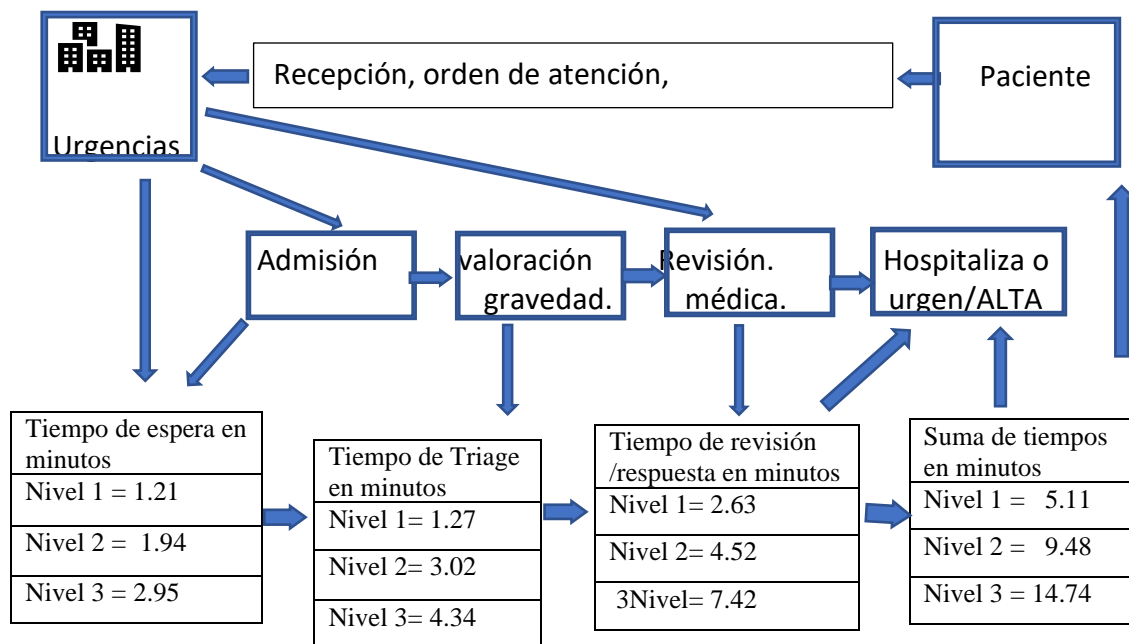 Recepción, orden de atención,
Paciente
Urgencias
Admisión
valoración
gravedad.
Revisión.
médica.
Hospitaliza o
urgen/ALTA
Tiempo de espera en
minutos
Nivel 1 = 1.21
Nivel 2 = 1.94
Nivel 3 = 2.95
Tiempo de Triage
en minutos
Nivel 1= 1.27
Nivel 2= 3.02
Nivel 3= 4.34
Tiempo de revisión
/respuesta en minutos
Nivel 1= 2.63
Nivel 2= 4.52
3Nivel= 7.42
Suma de tiempos
en minutos
Nivel 1 = 5.11
Nivel 2 = 9.48
Nivel 3 = 14.74